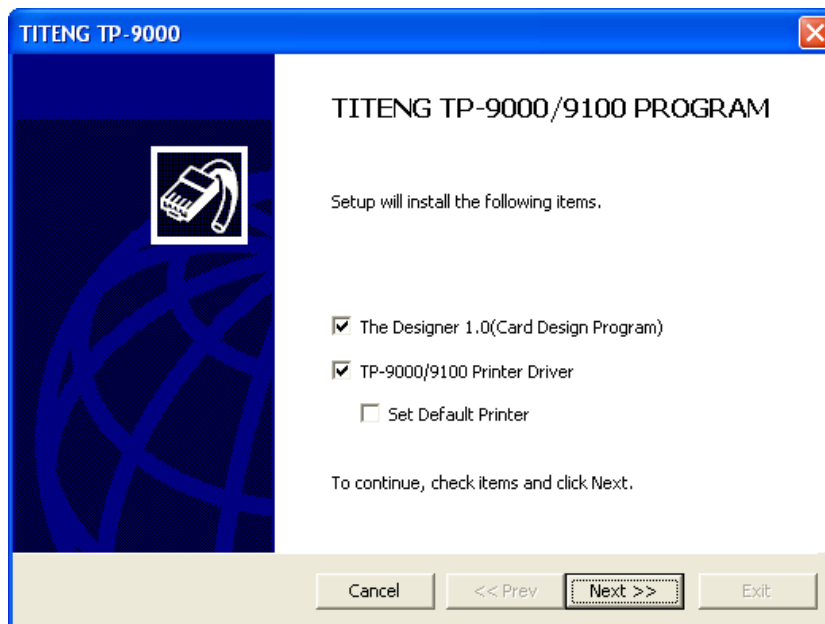 TITENG TP-9000
TITENG TP-9000/9100 PROGRAM
Setup will install the following items.
The Designer 1.0(Card Design Program)
TP-9000/9100 Printer Driver
Set Default Printer
To continue, check items and click Next.
Cancel << Prev Next >> Exit